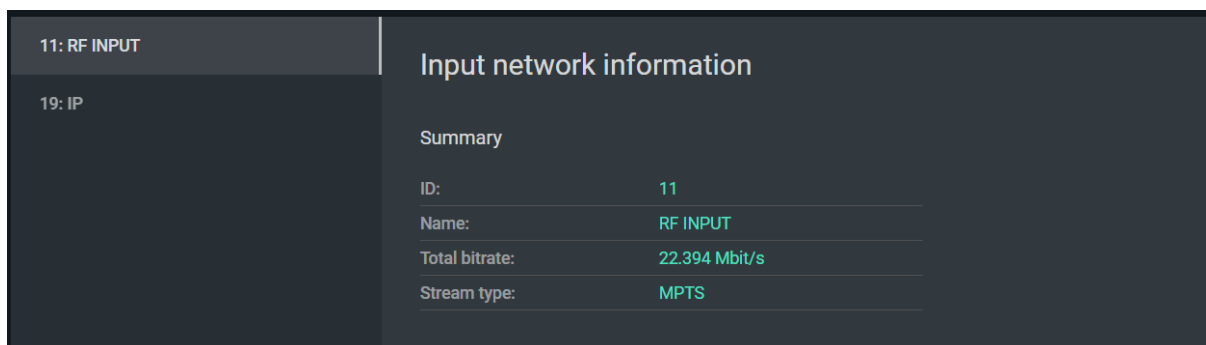 11: RF INPUT
19: IP
Input network information
Summary
ID: 11
Name: RF INPUT
Total bitrate: 22.394 Mbit/s
Stream type: MPTS